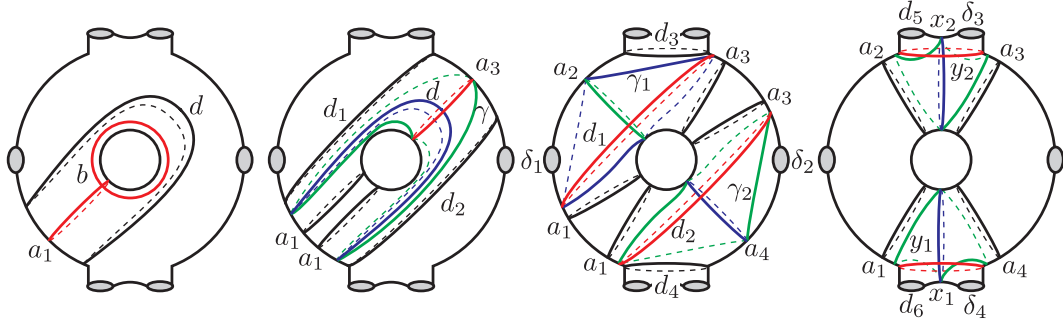 d
b
a₁
a₃
d₁
d
γ
a₁
d₂
a₁
d₃
a₂
γ₁
a₃
d₁
δ₁
δ₂
γ₂
a₁
d₂
a₁
a₄
d₄
d₅ x₂ δ₃
a₂
a₃
y₂
y₁
a₁
a₄
d₆ x₁ δ₄